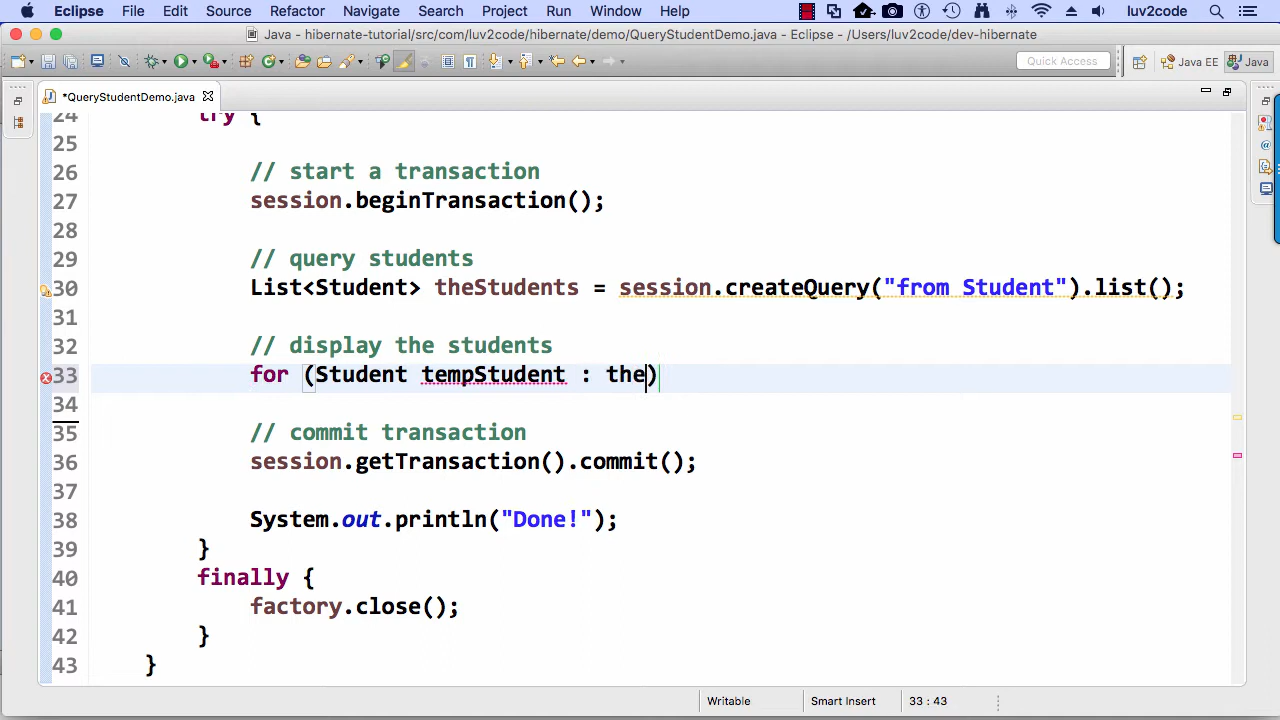 Eclipse File Edit Source Refactor Navigate Search Project Run Window Help luv2code
Java - hibernate-tutorial/src/com/luv2code/hibernate/demo/QueryStudentDemo.java - Eclipse - /Users/luv2code/dev-hibernate
Quick Access Java EE Java
*QueryStudentDemo.java
24 try {
25
26 // start a transaction
27 session.beginTransaction();
28
29 // query students
30 List<Student> theStudents = session.createQuery("from Student").list();
31
32 // display the students
33 for (Student tempStudent : the)
34
35 // commit transaction
36 session.getTransaction().commit();
37
38 System.out.println("Done!");
39 }
40 finally {
41 factory.close();
42 }
43 }
Writable Smart Insert 33 : 43